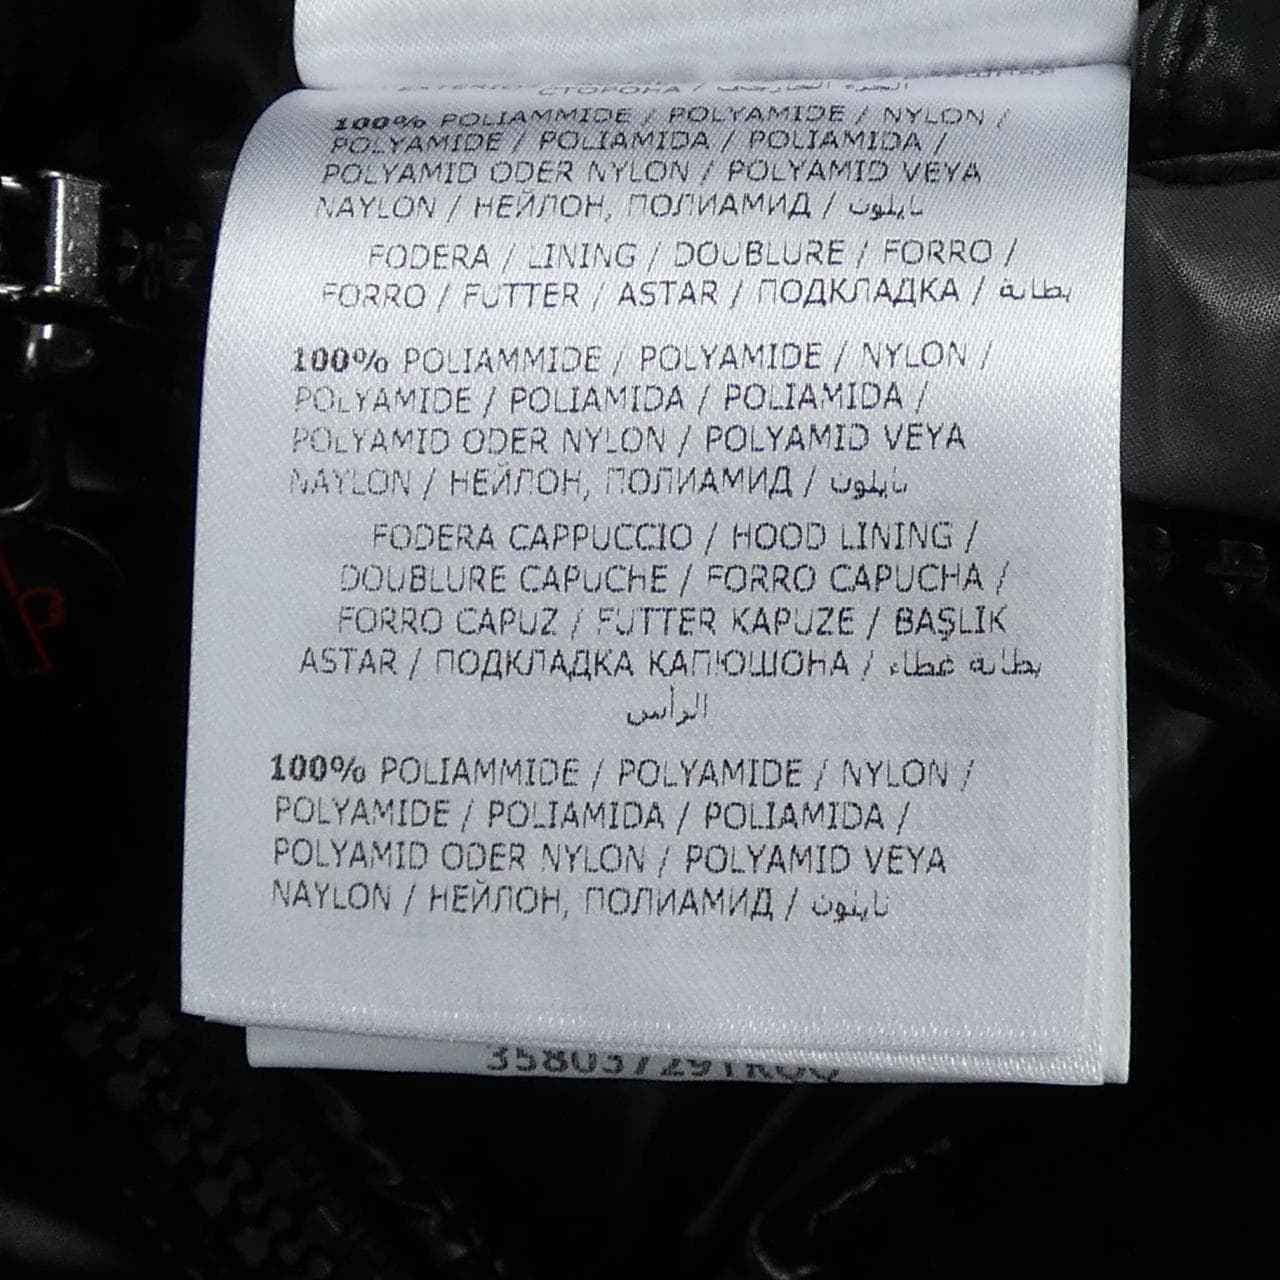 СТОРОНА / الجزء الخارجي
100% POLIAMMIDE / POLYAMIDE / NYLON /
POLYAMIDE / POLIAMIDA / POLIAMIDA /
POLYAMID ODER NYLON / POLYAMID VEYA
NAYLON / НЕЙЛОН, ПОЛИАМИД / نايلون
FODERA / LINING / DOUBLURE / FORRO /
FORRO / FUTTER / ASTAR / ПОДКЛАДКА / بطانة
100% POLIAMMIDE / POLYAMIDE / NYLON /
POLYAMIDE / POLIAMIDA / POLIAMIDA /
POLYAMID ODER NYLON / POLYAMID VEYA
NAYLON / НЕЙЛОН, ПОЛИАМИД / نايلون
FODERA CAPPUCCIO / HOOD LINING /
DOUBLURE CAPUCHE / FORRO CAPUCHA /
FORRO CAPUZ / FUTTER KAPUZE / BAŞLIK
ASTAR / ПОДКЛАДКА КАПЮШОНА / بطانة غطاء
الرأس
100% POLIAMMIDE / POLYAMIDE / NYLON /
POLYAMIDE / POLIAMIDA / POLIAMIDA /
POLYAMID ODER NYLON / POLYAMID VEYA
NAYLON / НЕЙЛОН, ПОЛИАМИД / نايلون